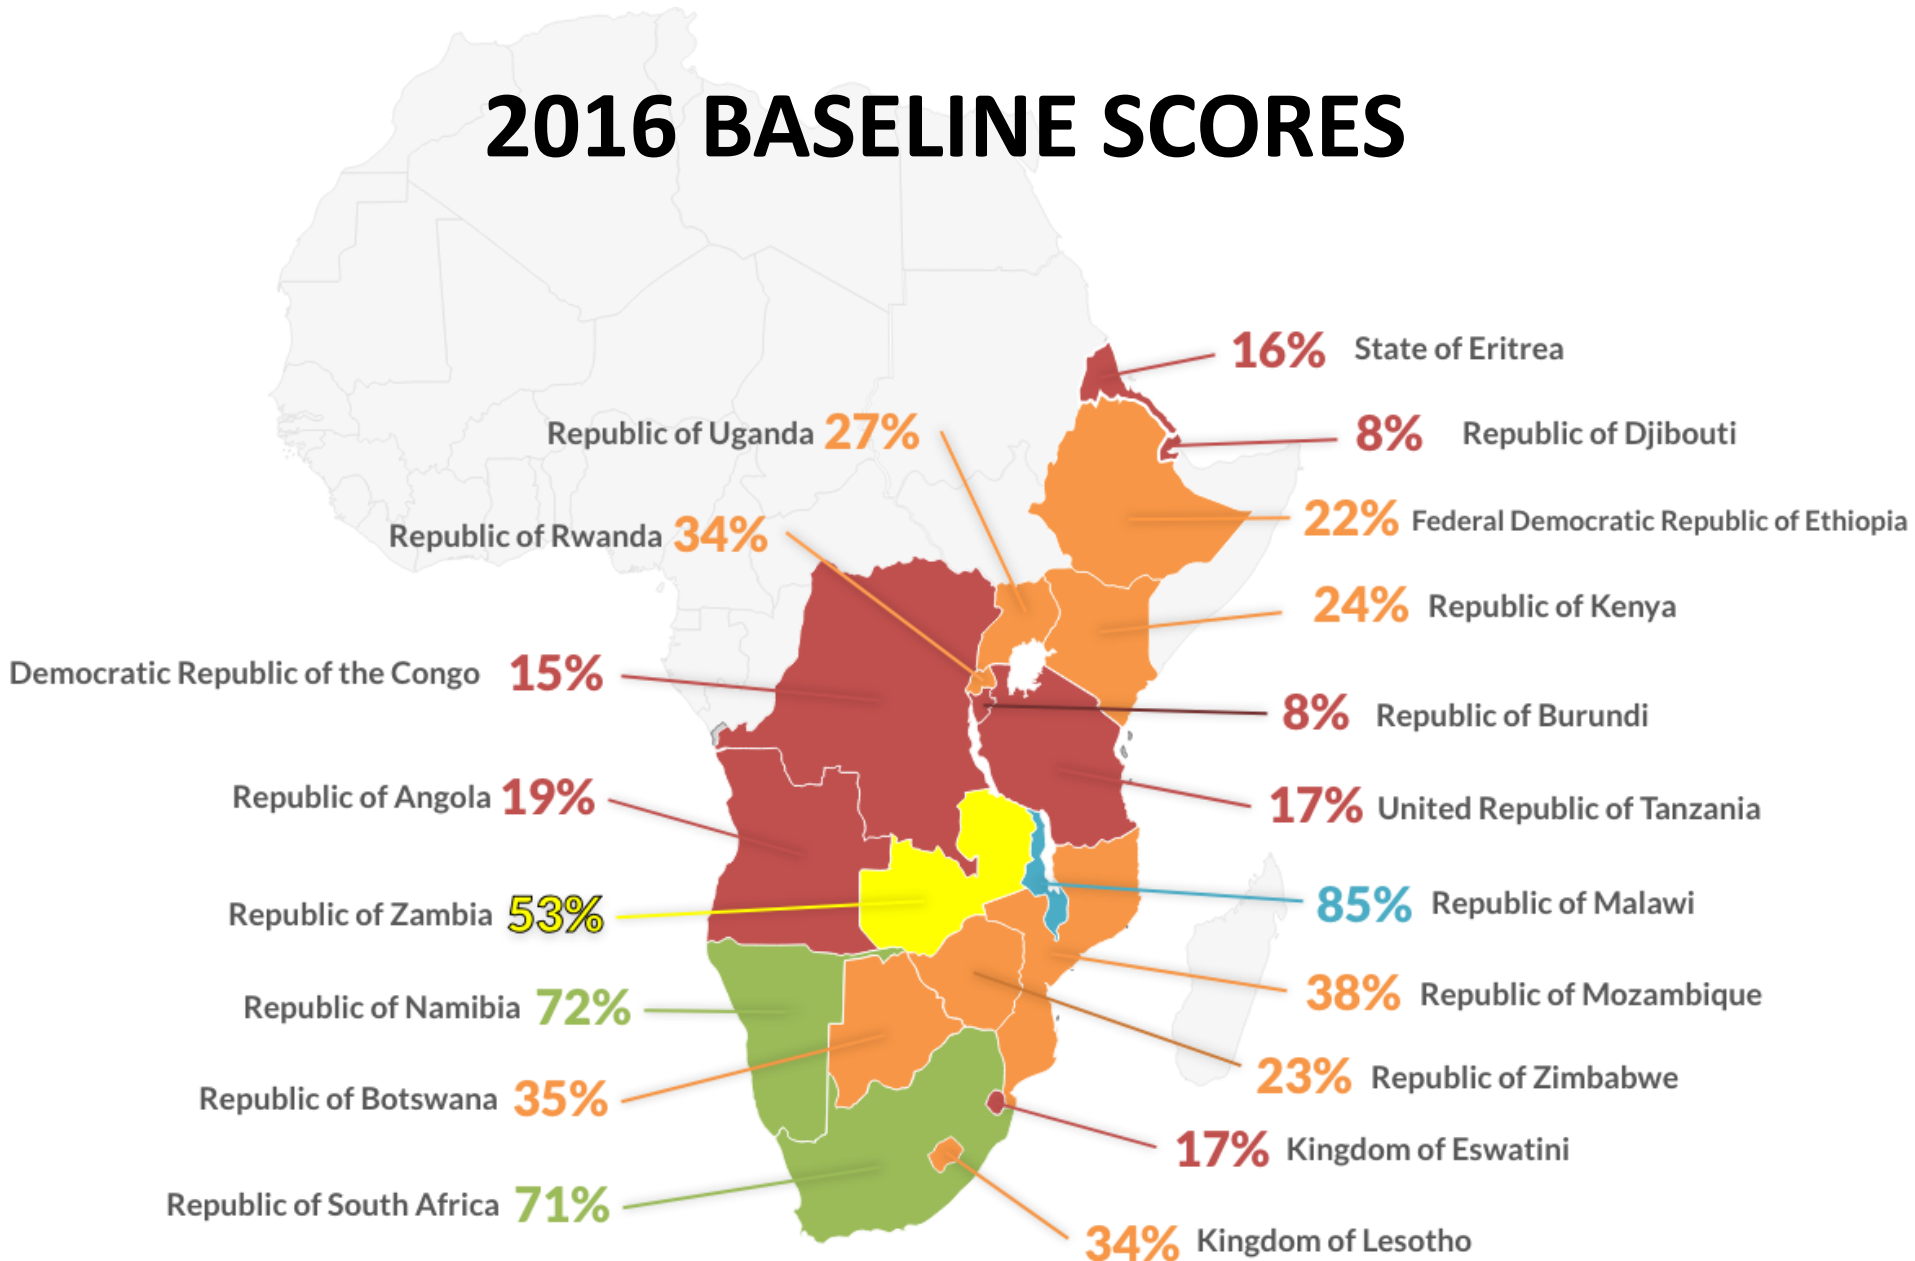 2016 BASELINE SCORES
16% State of Eritrea
Republic of Uganda 27%
8% Republic of Djibouti
22% Federal Democratic Republic of Ethiopia
Republic of Rwanda 34%
24% Republic of Kenya
Democratic Republic of the Congo 15%
8% Republic of Burundi
Republic of Angola 19%
17% United Republic of Tanzania
Republic of Zambia 53%
85% Republic of Malawi
Republic of Namibia 72%
38% Republic of Mozambique
23% Republic of Zimbabwe
Republic of Botswana 35%
17% Kingdom of Eswatini
Republic of South Africa 71%
34% Kingdom of Lesotho